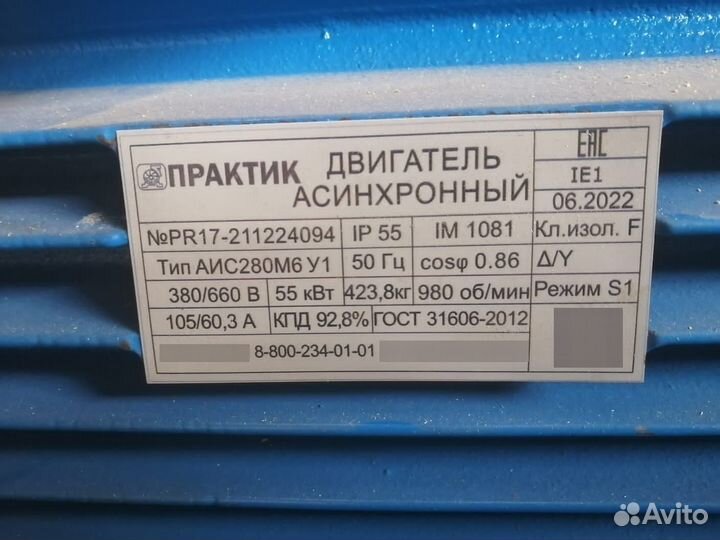 ПРАКТИК
ДВИГАТЕЛЬ
АСИНХРОННЫЙ
EAC
IE1
06.2022
№PR17-211224094 IP 55 IM 1081 Кл.изол. F
Тип АИС280М6 У1 50 Гц cosφ 0.86 Δ/Y
380/660 В 55 кВт 423,8кг 980 об/мин Режим S1
105/60,3 А КПД 92,8% ГОСТ 31606-2012
8-800-234-01-01
Avito